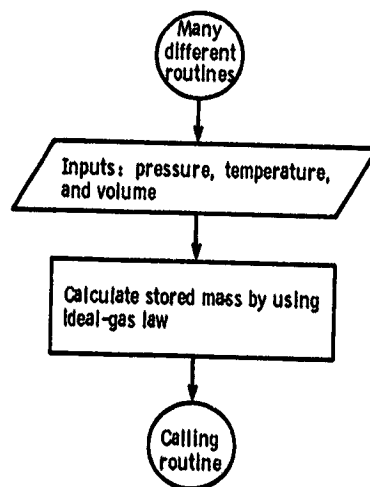 Many
different
routines
Inputs: pressure, temperature,
and volume
Calculate stored mass by using
ideal-gas law
Calling
routine